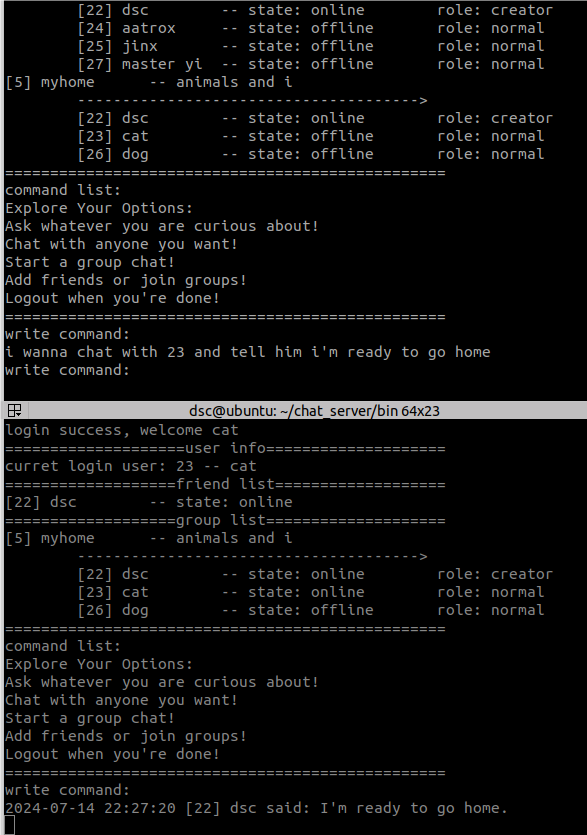 [22] dsc -- state: online role: creator
[24] aatrox -- state: offline role: normal
[25] jinx -- state: offline role: normal
[27] master yi -- state: offline role: normal
[5] myhome -- animals and i
-------------------------------------->
[22] dsc -- state: online role: creator
[23] cat -- state: offline role: normal
[26] dog -- state: offline role: normal
=================================================
command list:
Explore Your Options:
Ask whatever you are curious about!
Chat with anyone you want!
Start a group chat!
Add friends or join groups!
Logout when you're done!
=================================================
write command:
i wanna chat with 23 and tell him i'm ready to go home
write command:
dsc@ubuntu: ~/chat_server/bin 64x23
login success, welcome cat
====================user info====================
curret login user: 23 -- cat
===================friend list===================
[22] dsc -- state: online
===================group list====================
[5] myhome -- animals and i
-------------------------------------->
[22] dsc -- state: online role: creator
[23] cat -- state: online role: normal
[26] dog -- state: offline role: normal
=================================================
command list:
Explore Your Options:
Ask whatever you are curious about!
Chat with anyone you want!
Start a group chat!
Add friends or join groups!
Logout when you're done!
=================================================
write command:
2024-07-14 22:27:20 [22] dsc said: I'm ready to go home.